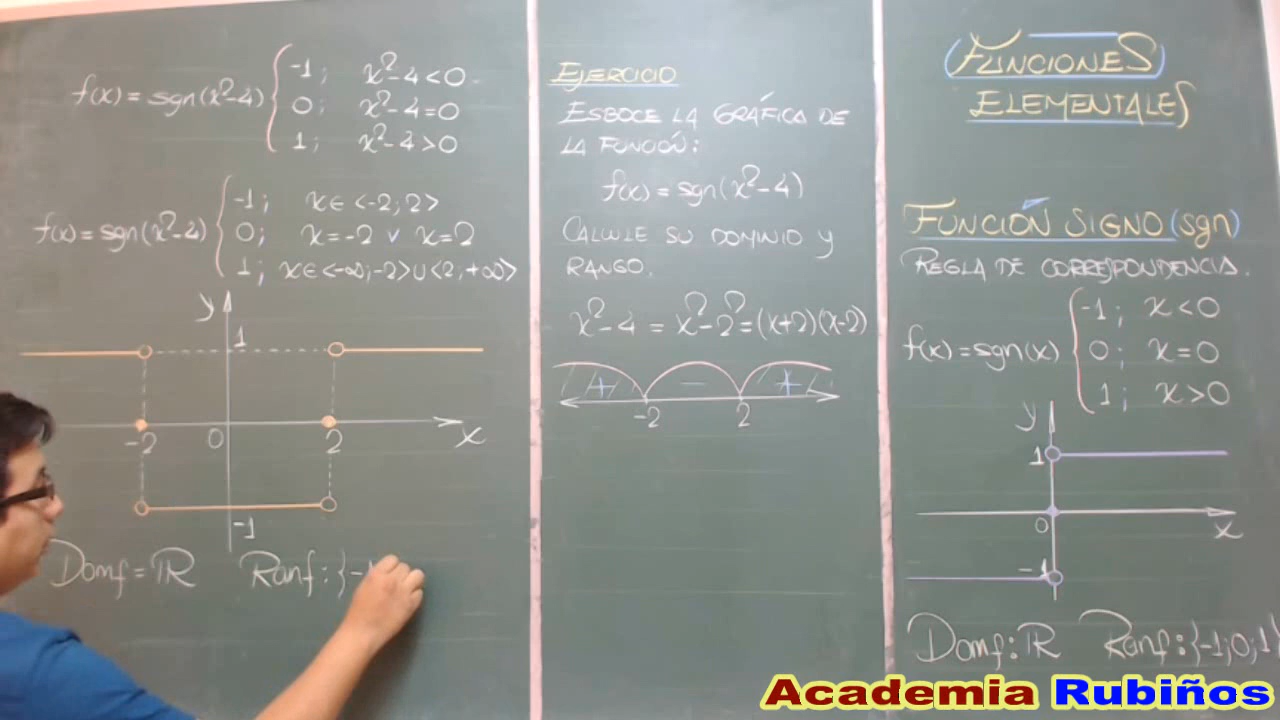 f(x) = sgn(x²-4) { -1; x²-4<0
0; x²-4=0
1; x²-4>0
f(x) = sgn(x²-4) { -1; x∈<-2;2>
0; x=-2 ∨ x=2
1; x∈<-∞;-2>∪<2,+∞>
y
1
-2 0 2 x
-1
Domf = ℝ Ranf: {-1
EJERCICIO
ESBOCE LA GRÁFICA DE
LA FUNCIÓN:
f(x) = sgn(x²-4)
CALCULE SU DOMINIO y
RANGO.
x²-4 = x²-2² = (x+2)(x-2)
+ - +
-2 2
(FUNCIONES)
ELEMENTALES
FUNCIÓN SIGNO (sgn)
REGLA DE CORRESPONDENCIA.
f(x) = sgn(x) { -1; x<0
0; x=0
1; x>0
y
1
0 x
-1
Domf: ℝ Ranf: {-1;0;1}
Academia Rubiños